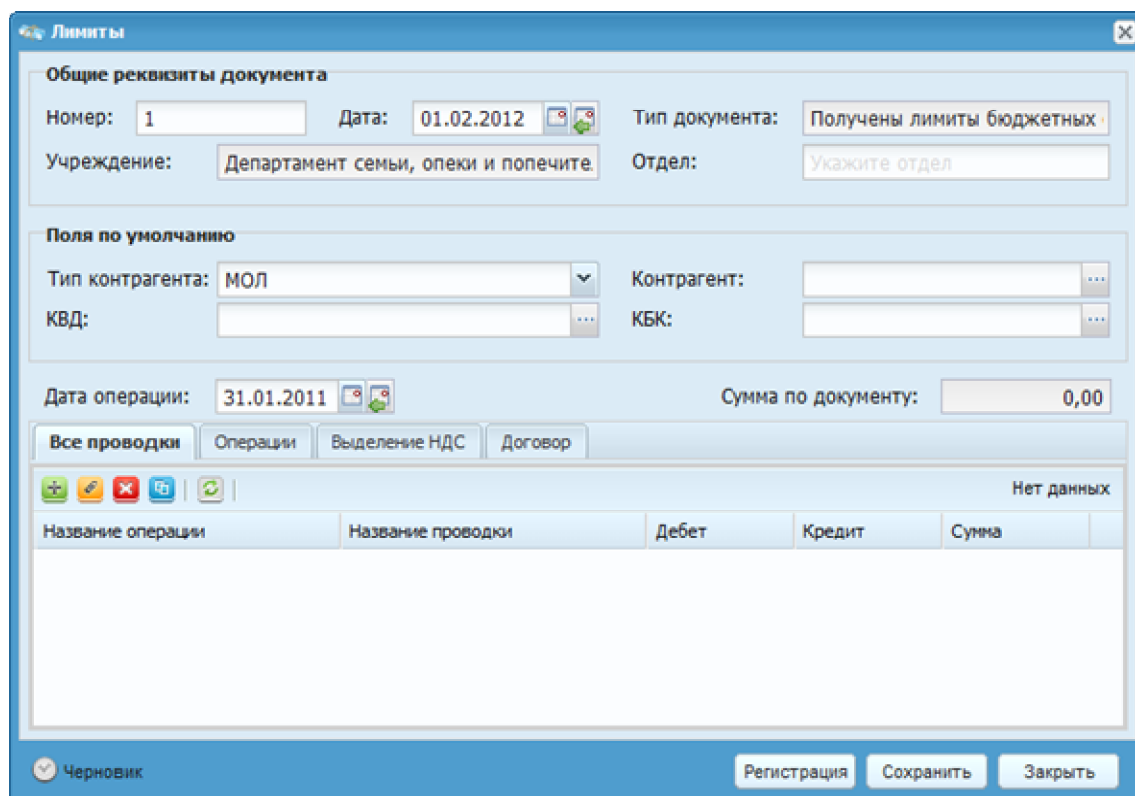 Лимиты
Общие реквизиты документа
Номер: 1 Дата: 01.02.2012 Тип документа: Получены лимиты бюджетных
Учреждение: Департамент семьи, опеки и попечите Отдел: Укажите отдел
Поля по умолчанию
Тип контрагента: МОЛ Контрагент: ...
КВД: ... КБК: ...
Дата операции: 31.01.2011 Сумма по документу: 0,00
Все проводки Операции Выделение НДС Договор
Нет данных
Название операции Название проводки Дебет Кредит Сумма
Черновик Регистрация Сохранить Закрыть